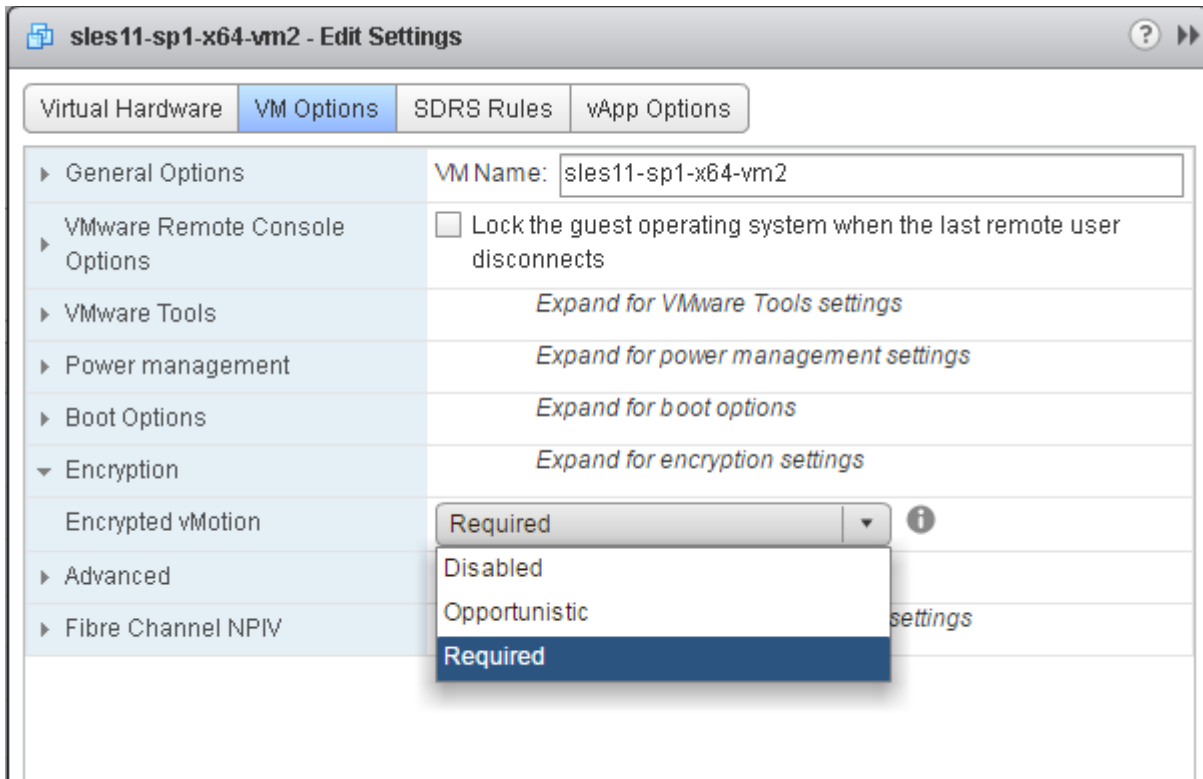 sles11-sp1-x64-vm2 - Edit Settings
Virtual Hardware VM Options SDRS Rules vApp Options
General Options VM Name: sles11-sp1-x64-vm2
VMware Remote Console Options
Lock the guest operating system when the last remote user
disconnects
VMware Tools Expand for VMware Tools settings
Power management Expand for power management settings
Boot Options Expand for boot options
Encryption Expand for encryption settings
Encrypted vMotion Required
Disabled
Opportunistic
Required
Advanced
Fibre Channel NPIV settings